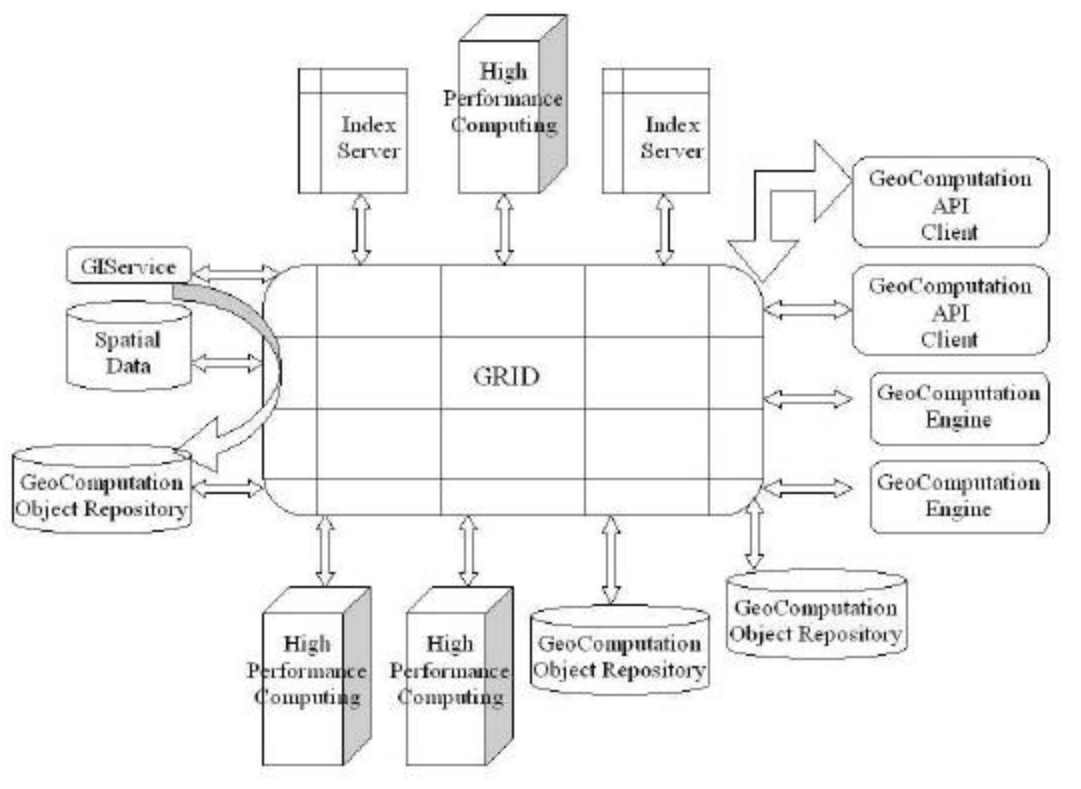 High
Performance
Computing
Index
Server
Index
Server
GeoComputation
API
Client
GIService
GeoComputation
API
Client
Spatial
Data
GRID
GeoComputation
Engine
GeoComputation
Object Repository
GeoComputation
Engine
High
Performance
Computing
High
Performance
Computing
GeoComputation
Object Repository
GeoComputation
Object Repository